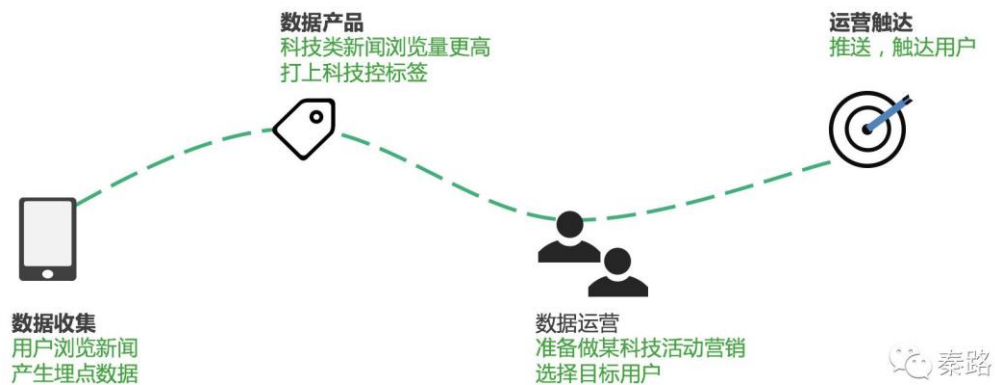 数据产品
科技类新闻浏览量更高
打上科技控标签
运营触达
推送，触达用户
数据收集
用户浏览新闻
产生埋点数据
数据运营
准备做某科技活动营销
选择目标用户
秦路